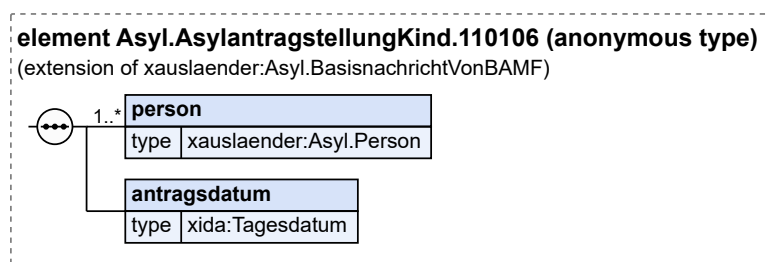 element Asyl.AsylantragstellungKind.110106 (anonymous type)
(extension of xauslaender:Asyl.BasisnachrichtVonBAMF)
1..* person
type xauslaender:Asyl.Person
antragsdatum
type xida:Tagesdatum